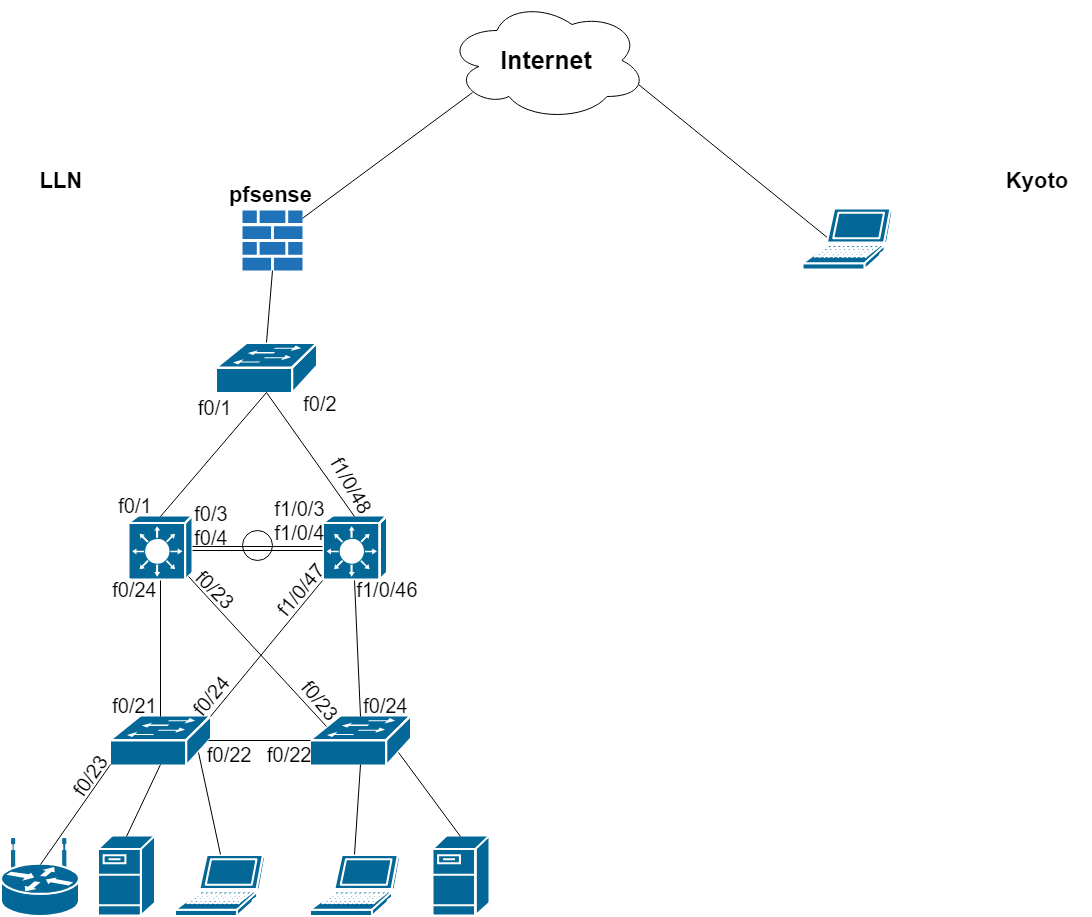 Internet
LLN
Kyoto
pfsense
f0/1
f0/2
f1/0/48
f0/1
f0/3
f1/0/3
f0/4
f1/0/4
f0/24
f0/23
f1/0/47
f1/0/46
f0/21
f0/24
f0/23
f0/24
f0/22
f0/22
f0/23